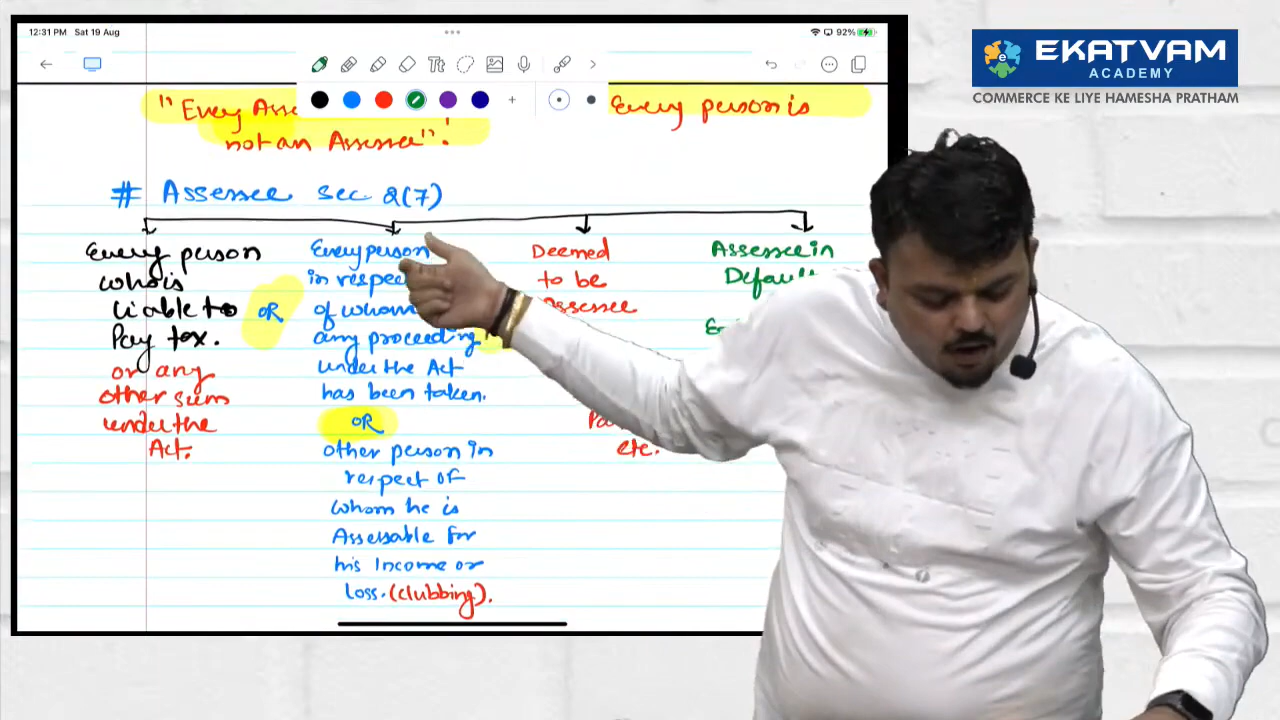 12:31 PM Sat 19 Aug
92%
EKATVAM
ACADEMY
COMMERCE KE LIYE HAMESHA PRATHAM
"Every Every person is
not an Assessee"!
# Assessee sec 2(7)
Every person
who is
liable to
Pay tax.
or any
other sum
under the
Act.
OR
Every person
in respect
of whom
any proceeding
under the Act
has been taken.
OR
other person in
respect of
whom he is
Assessable for
his Income or
loss. (clubbing).
Deemed
to be
Assessee
etc.
Assessee in
Default